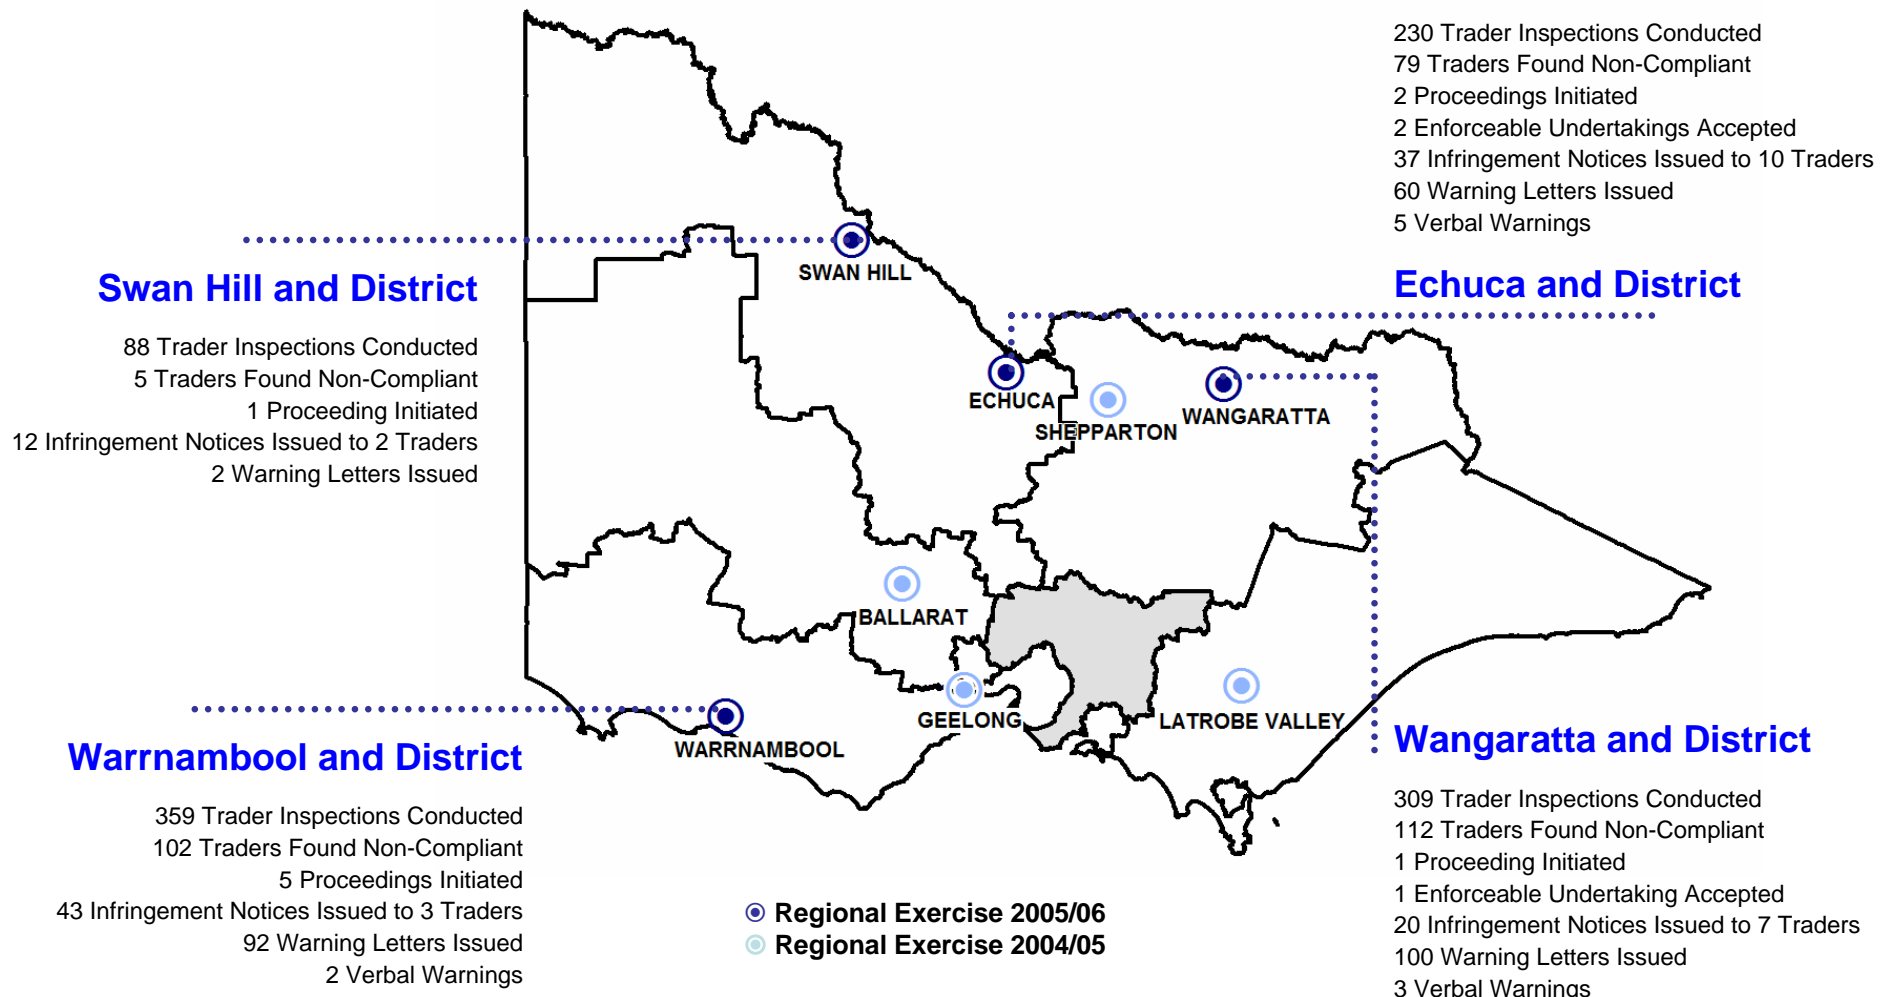 230 Trader Inspections Conducted
79 Traders Found Non-Compliant
2 Proceedings Initiated
2 Enforceable Undertakings Accepted
37 Infringement Notices Issued to 10 Traders
60 Warning Letters Issued
5 Verbal Warnings
Echuca and District
Swan Hill and District
88 Trader Inspections Conducted
5 Traders Found Non-Compliant
1 Proceeding Initiated
12 Infringement Notices Issued to 2 Traders
2 Warning Letters Issued
SWAN HILL
ECHUCA
SHEPPARTON
WANGARATTA
BALLARAT
GEELONG
LATROBE VALLEY
WARRNAMBOOL
Warrnambool and District
359 Trader Inspections Conducted
102 Traders Found Non-Compliant
5 Proceedings Initiated
43 Infringement Notices Issued to 3 Traders
92 Warning Letters Issued
2 Verbal Warnings
Regional Exercise 2005/06
Regional Exercise 2004/05
Wangaratta and District
309 Trader Inspections Conducted
112 Traders Found Non-Compliant
1 Proceeding Initiated
1 Enforceable Undertaking Accepted
20 Infringement Notices Issued to 7 Traders
100 Warning Letters Issued
3 Verbal Warnings